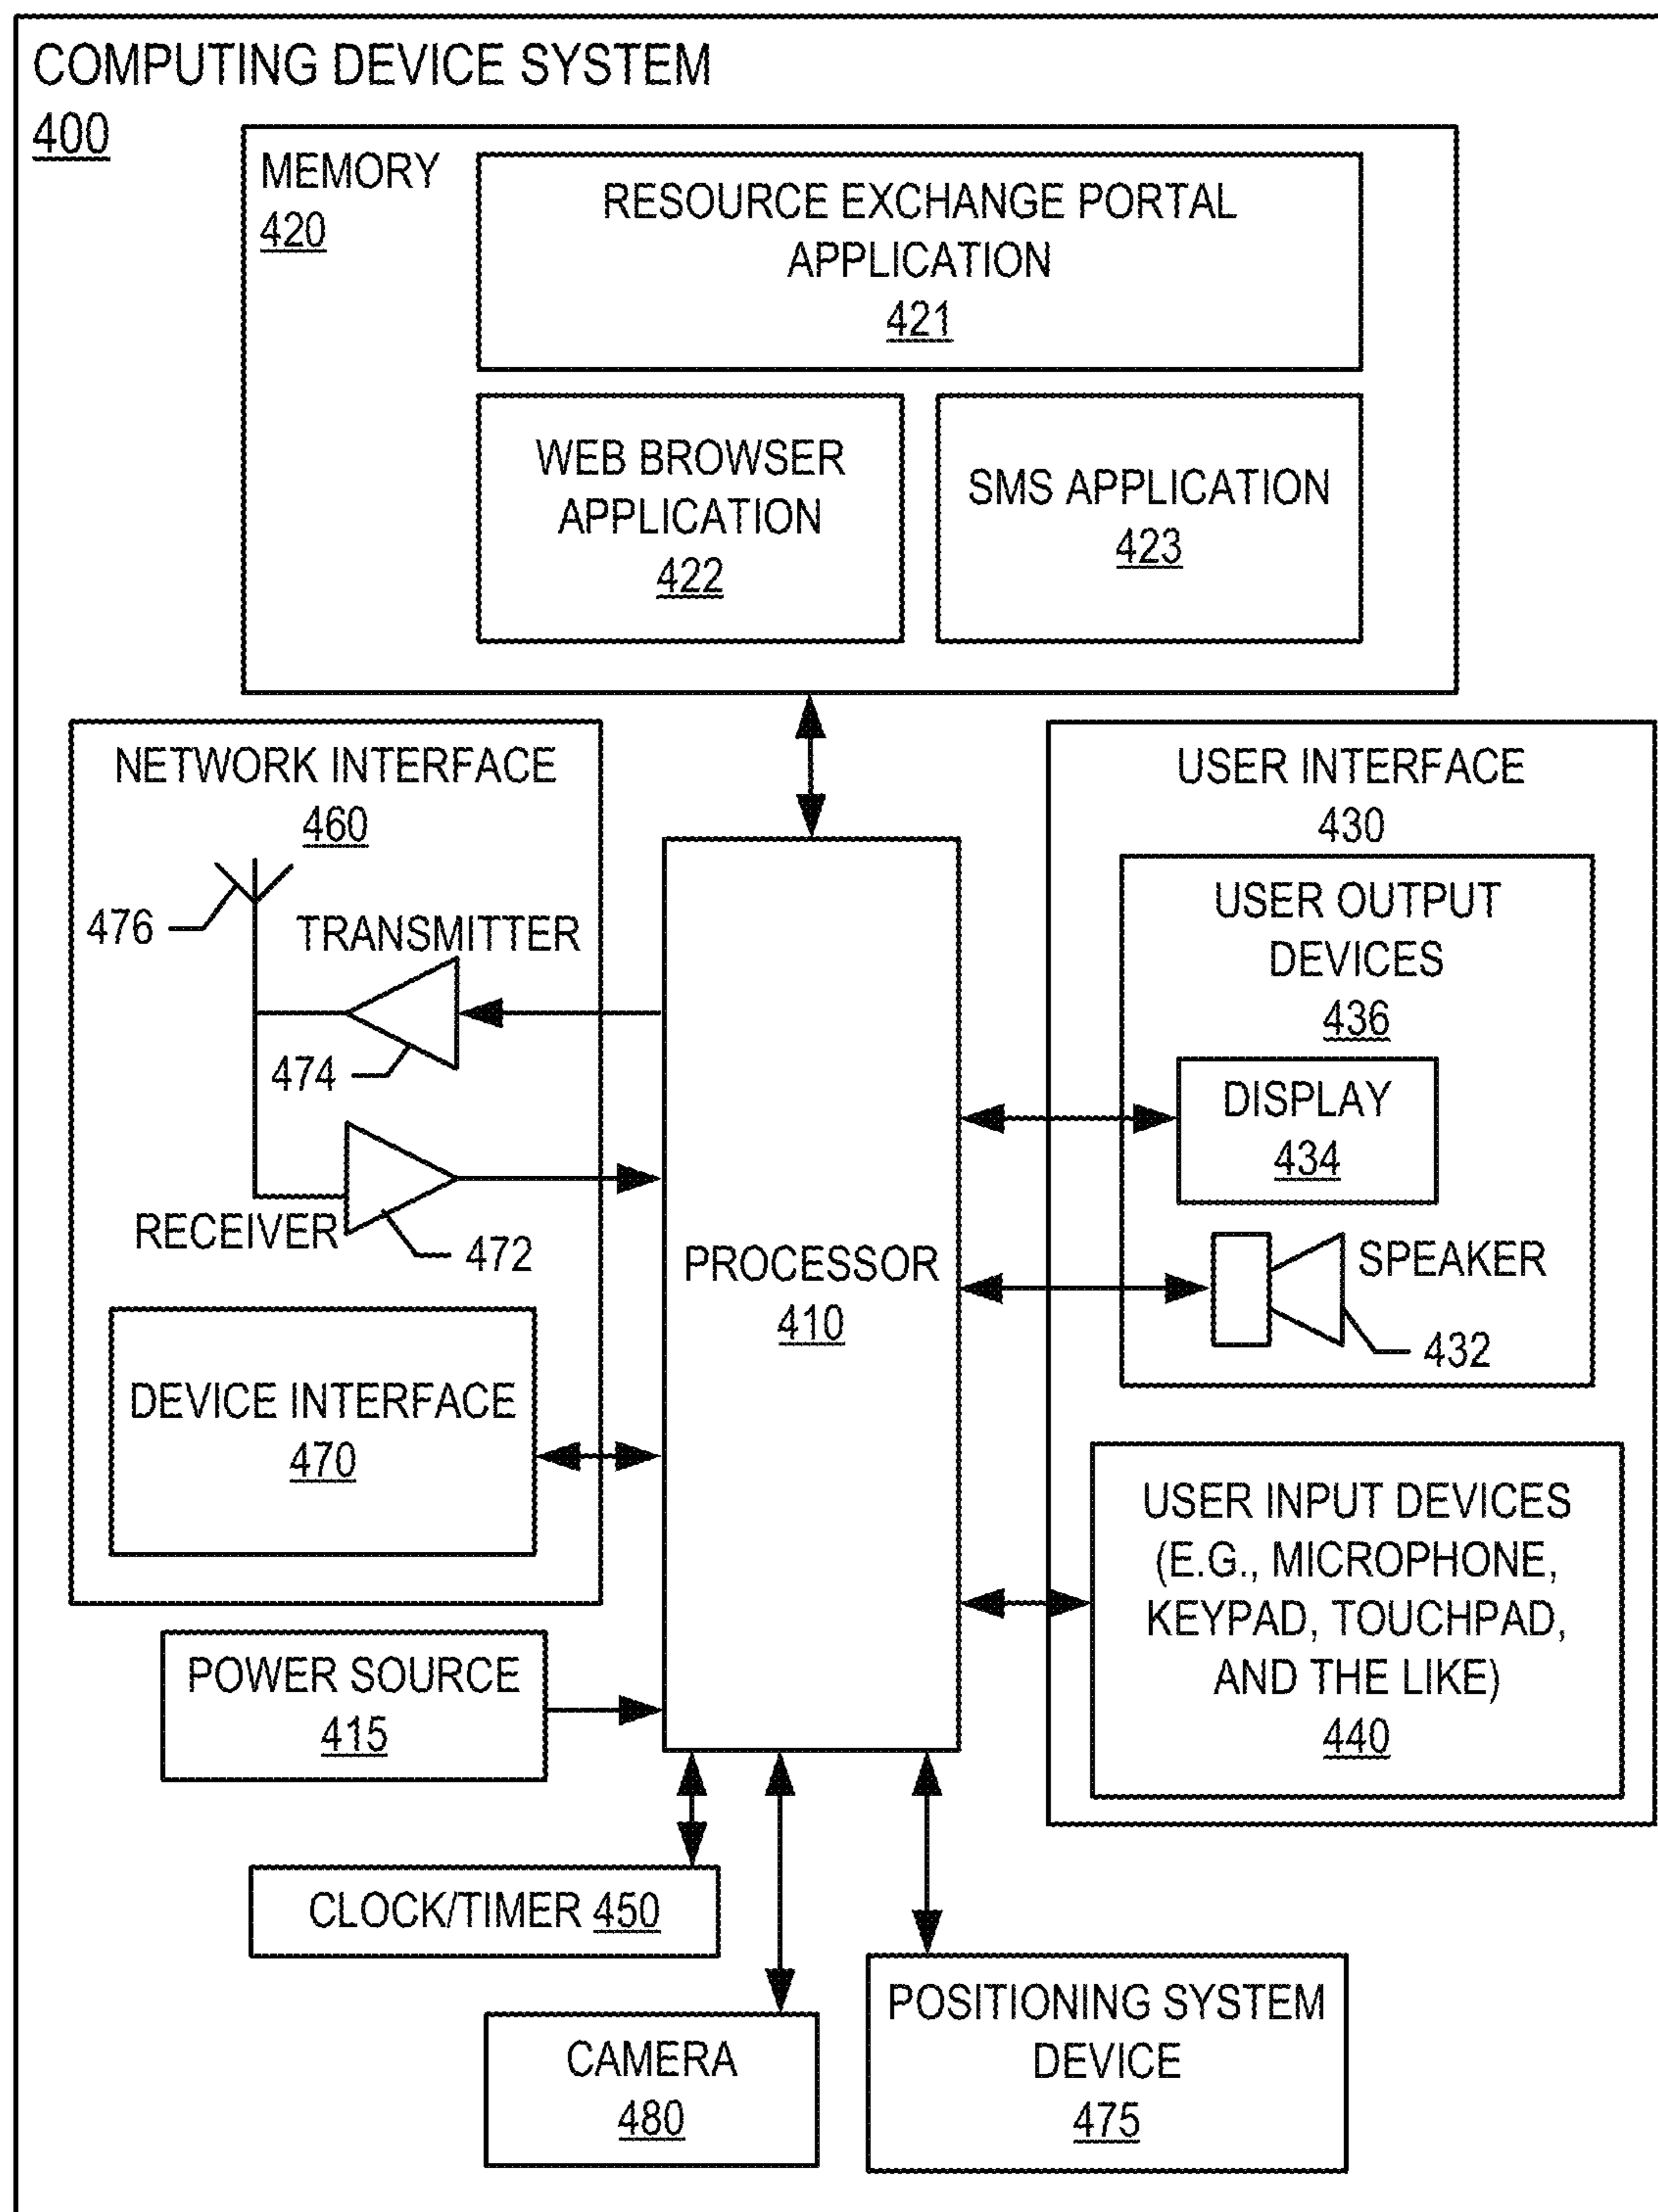 COMPUTING DEVICE SYSTEM
400
MEMORY
420
RESOURCE EXCHANGE PORTAL
APPLICATION
421
WEB BROWSER
APPLICATION
422
SMS APPLICATION
423
NETWORK INTERFACE
460
476
TRANSMITTER
474
RECEIVER
472
DEVICE INTERFACE
470
POWER SOURCE
415
PROCESSOR
410
USER INTERFACE
430
USER OUTPUT
DEVICES
436
DISPLAY
434
SPEAKER
432
USER INPUT DEVICES
(E.G., MICROPHONE,
KEYPAD, TOUCHPAD,
AND THE LIKE)
440
CLOCK/TIMER 450
CAMERA
480
POSITIONING SYSTEM
DEVICE
475